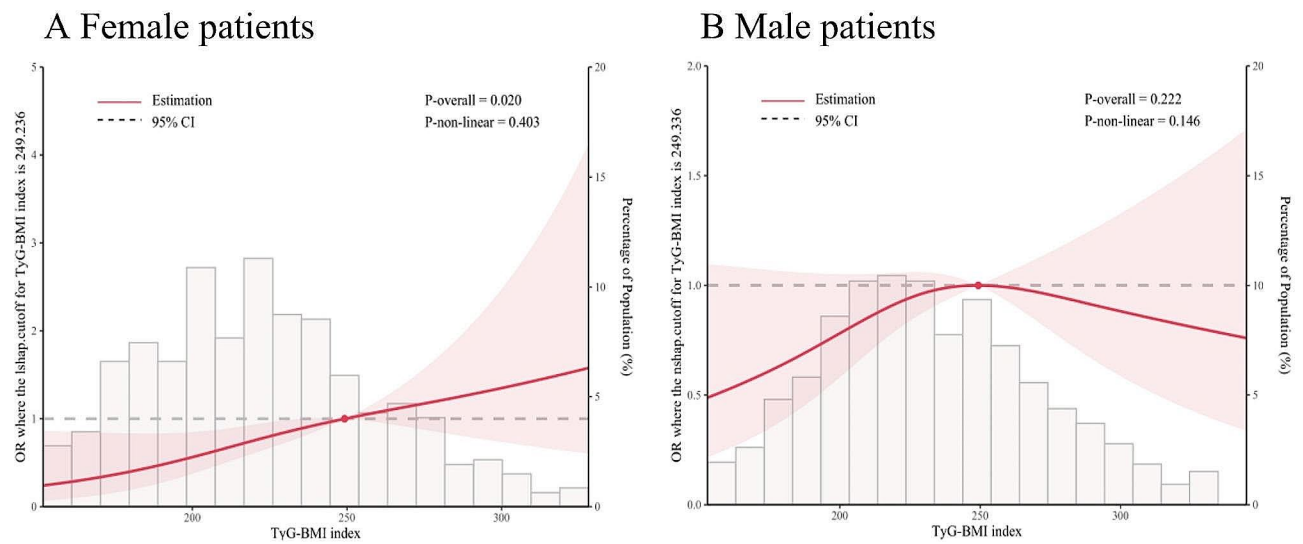 A Female patients
B Male patients
OR where the lshap.cutoff for TyG-BMI index is 249.236
5
4
3
2
1
0
Estimation
95% CI
P-overall = 0.020
P-non-linear = 0.403
20
15
10
5
0
Percentage of Population (%)
200
250
300
TyG-BMI index
OR where the nshap.cutoff for TyG-BMI index is 249.336
2.0
1.5
1.0
0.5
0.0
Estimation
95% CI
P-overall = 0.222
P-non-linear = 0.146
20
15
10
5
0
Percentage of Population (%)
200
250
300
TyG-BMI index